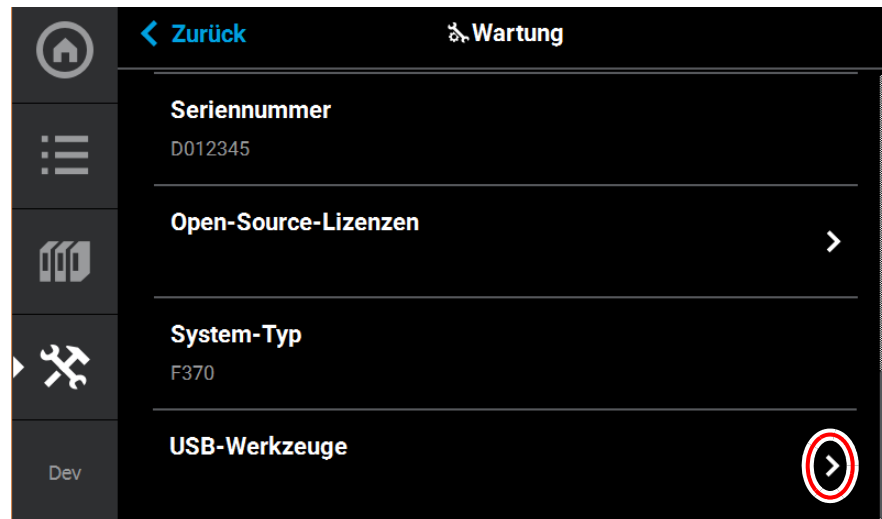 Zurück
Wartung
Seriennummer
D012345
Open-Source-Lizenzen
System-Typ
F370
USB-Werkzeuge
Dev